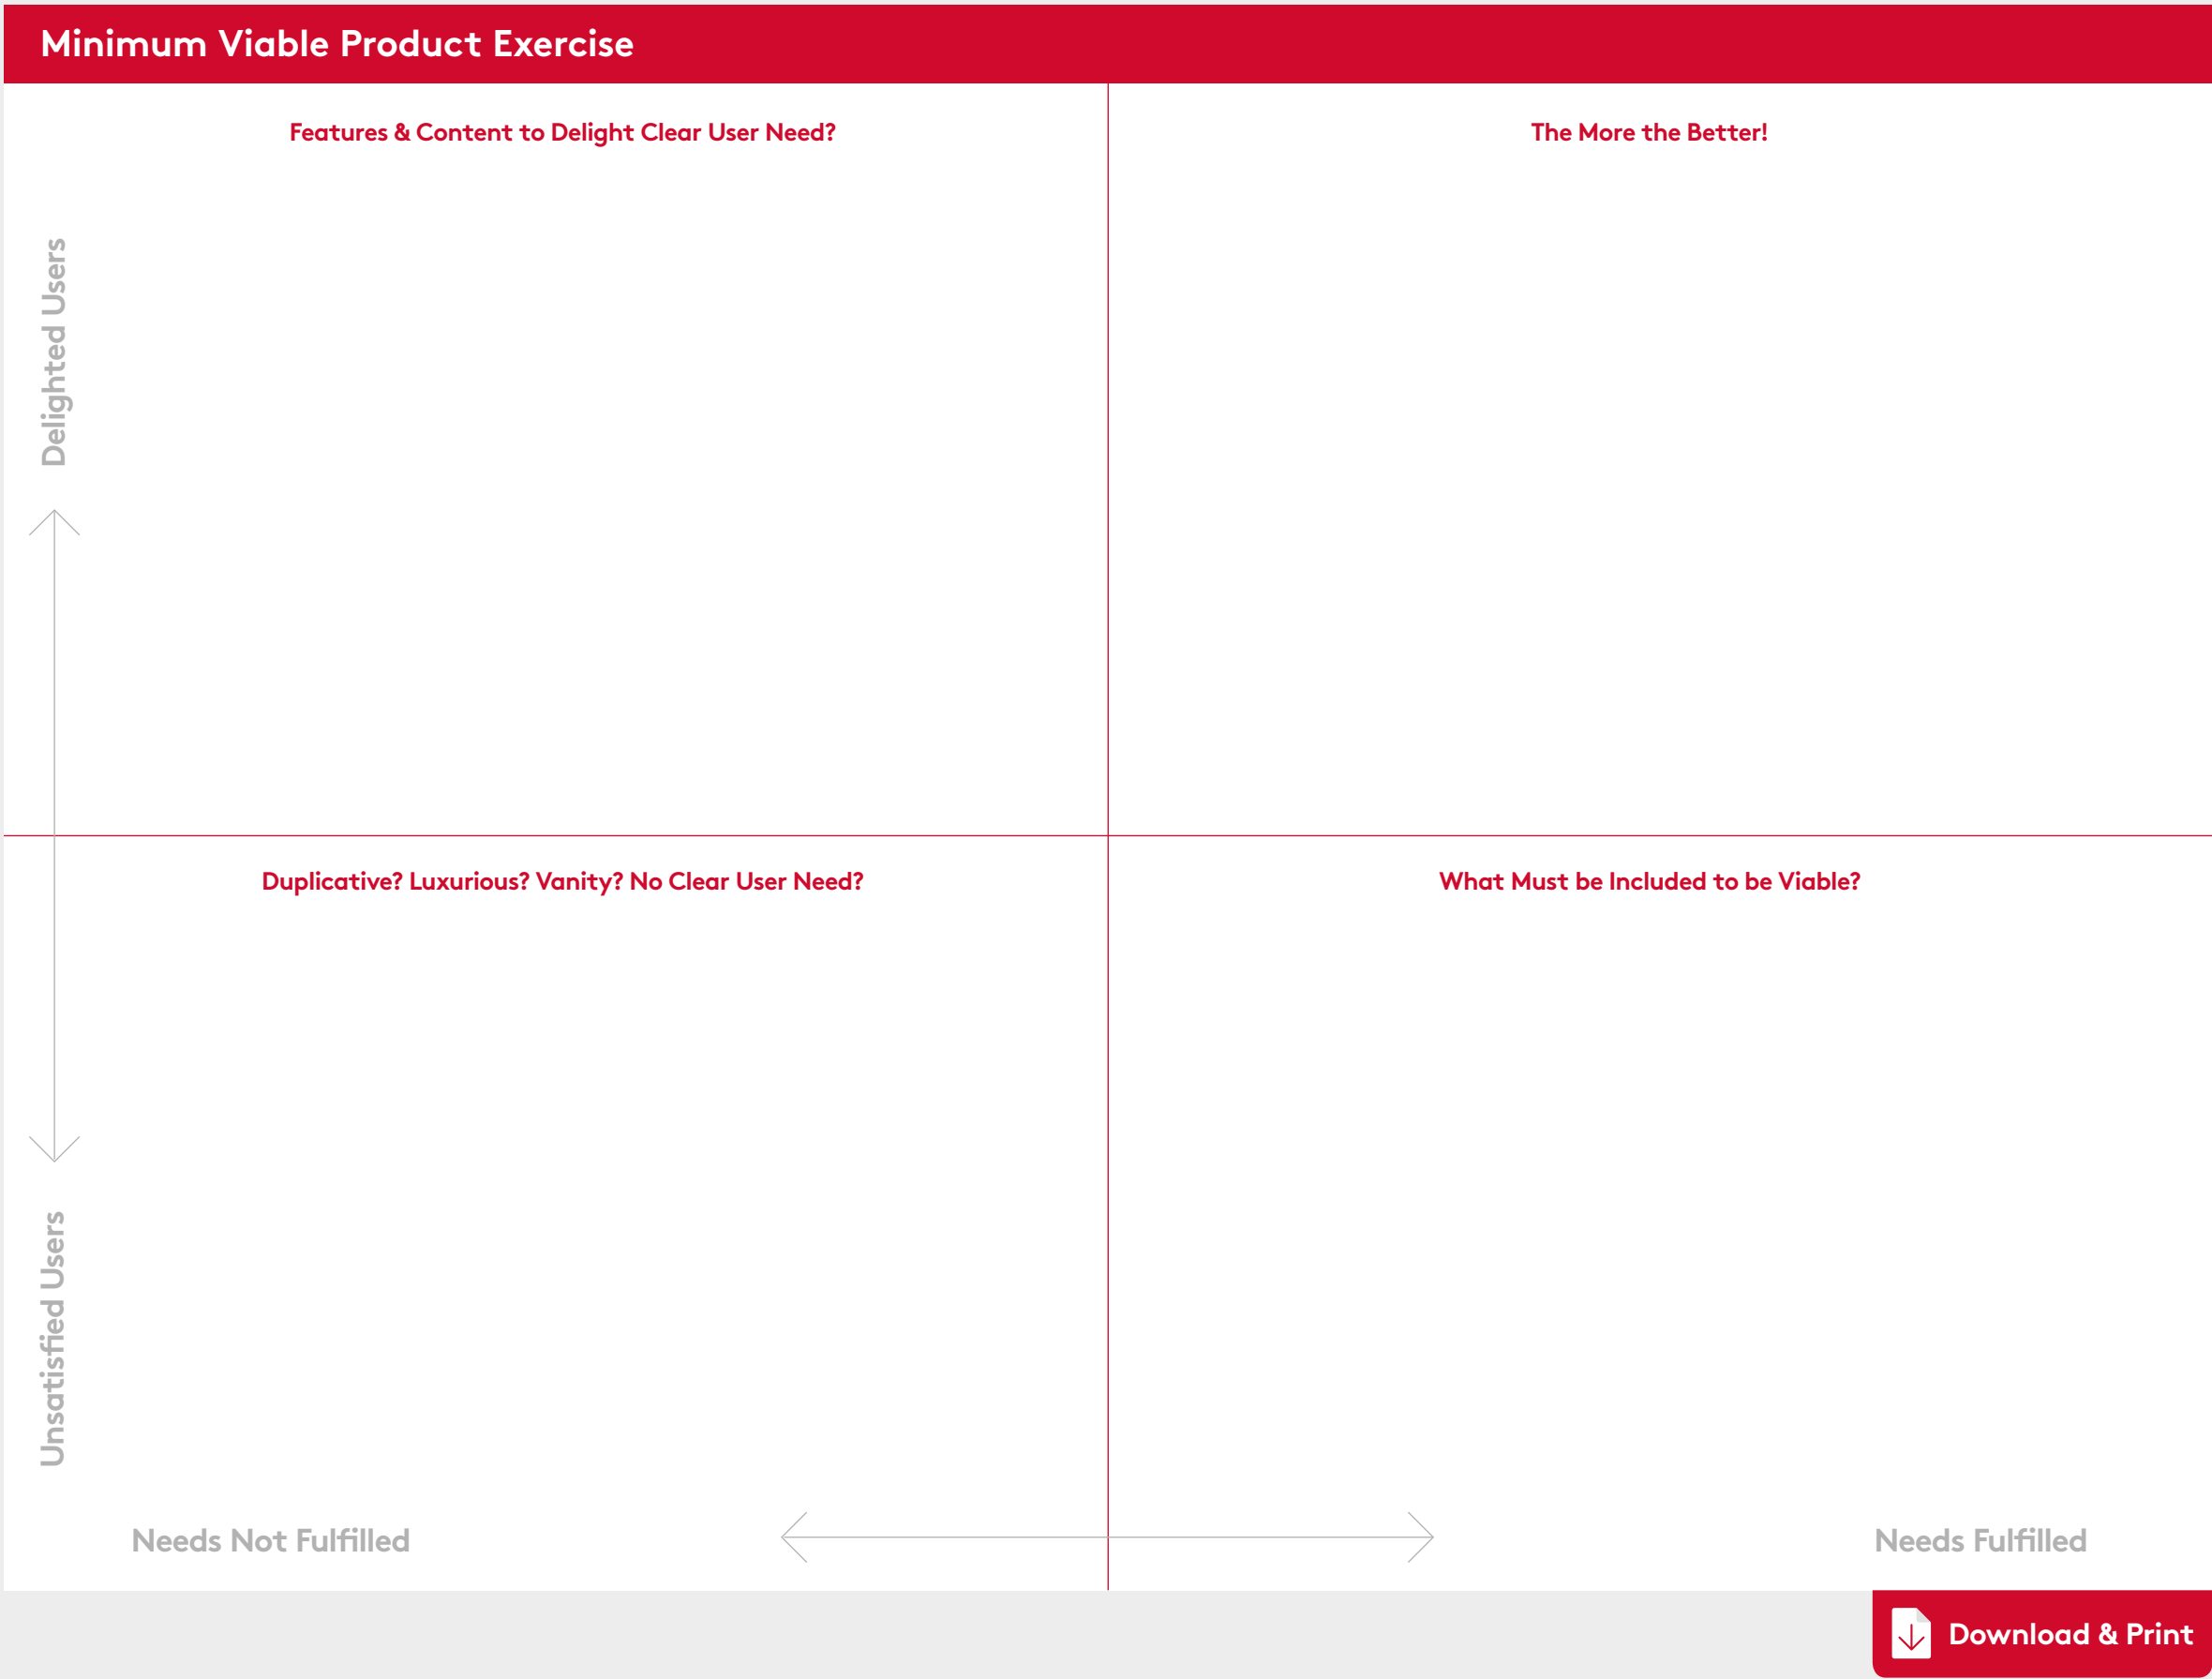 Minimum Viable Product Exercise
Features & Content to Delight Clear User Need?
The More the Better!
Delighted Users
Duplicative? Luxurious? Vanity? No Clear User Need?
What Must be Included to be Viable?
Unsatisfied Users
Needs Not Fulfilled
Needs Fulfilled
Download & Print